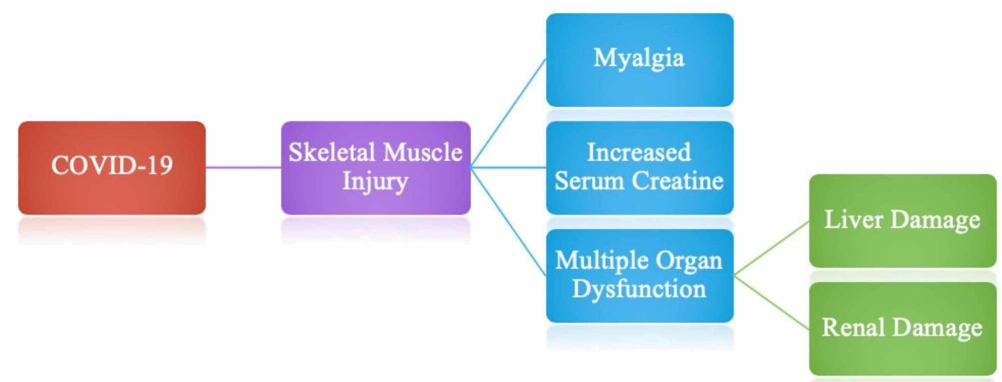 COVID-19
Skeletal Muscle
Injury
Myalgia
Increased
Serum Creatine
Multiple Organ
Dysfunction
Liver Damage
Renal Damage